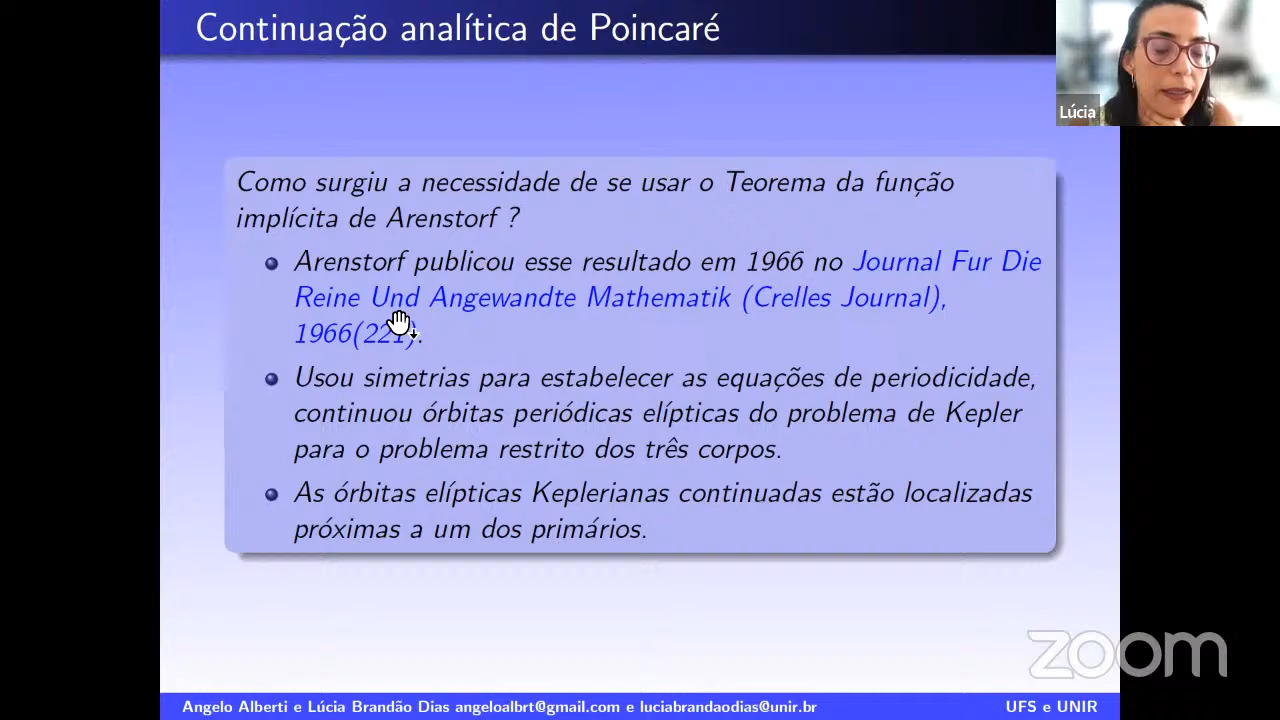 Continuação analítica de Poincaré
Lúcia
Como surgiu a necessidade de se usar o Teorema da função
implícita de Arenstorf ?
Arenstorf publicou esse resultado em 1966 no Journal Fur Die
Reine Und Angewandte Mathematik (Crelles Journal),
1966(221).
Usou simetrias para estabelecer as equações de periodicidade,
continuou órbitas periódicas elípticas do problema de Kepler
para o problema restrito dos três corpos.
As órbitas elípticas Keplerianas continuadas estão localizadas
próximas a um dos primários.
zoom
Angelo Alberti e Lúcia Brandão Dias angeloalbrt@gmail.com e luciabrandaodias@unir.br UFS e UNIR